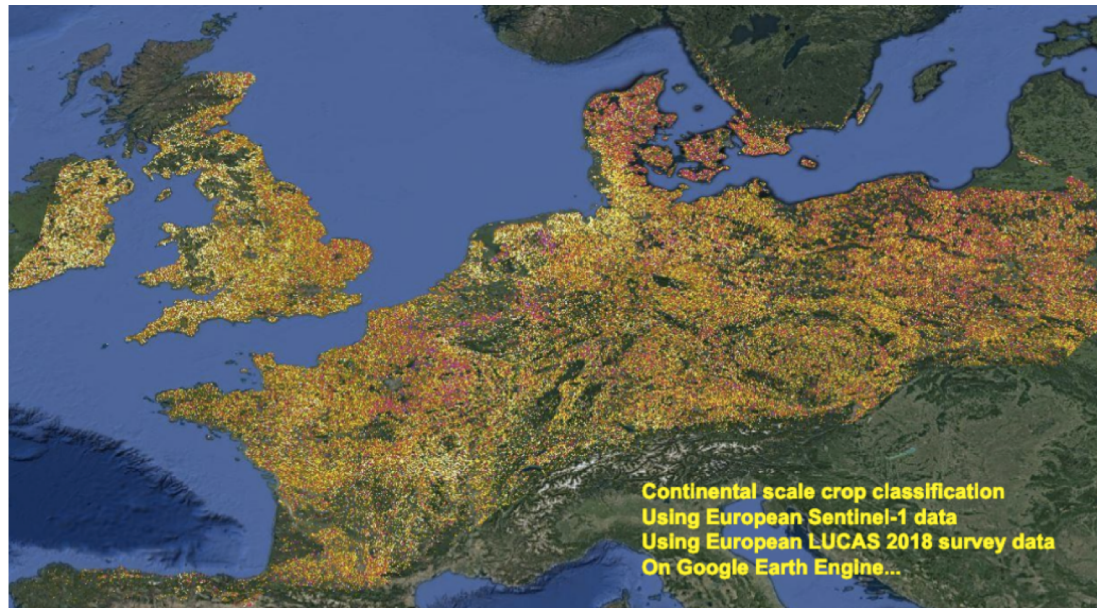 Continental scale crop classification
Using European Sentinel-1 data
Using European LUCAS 2018 survey data
On Google Earth Engine...